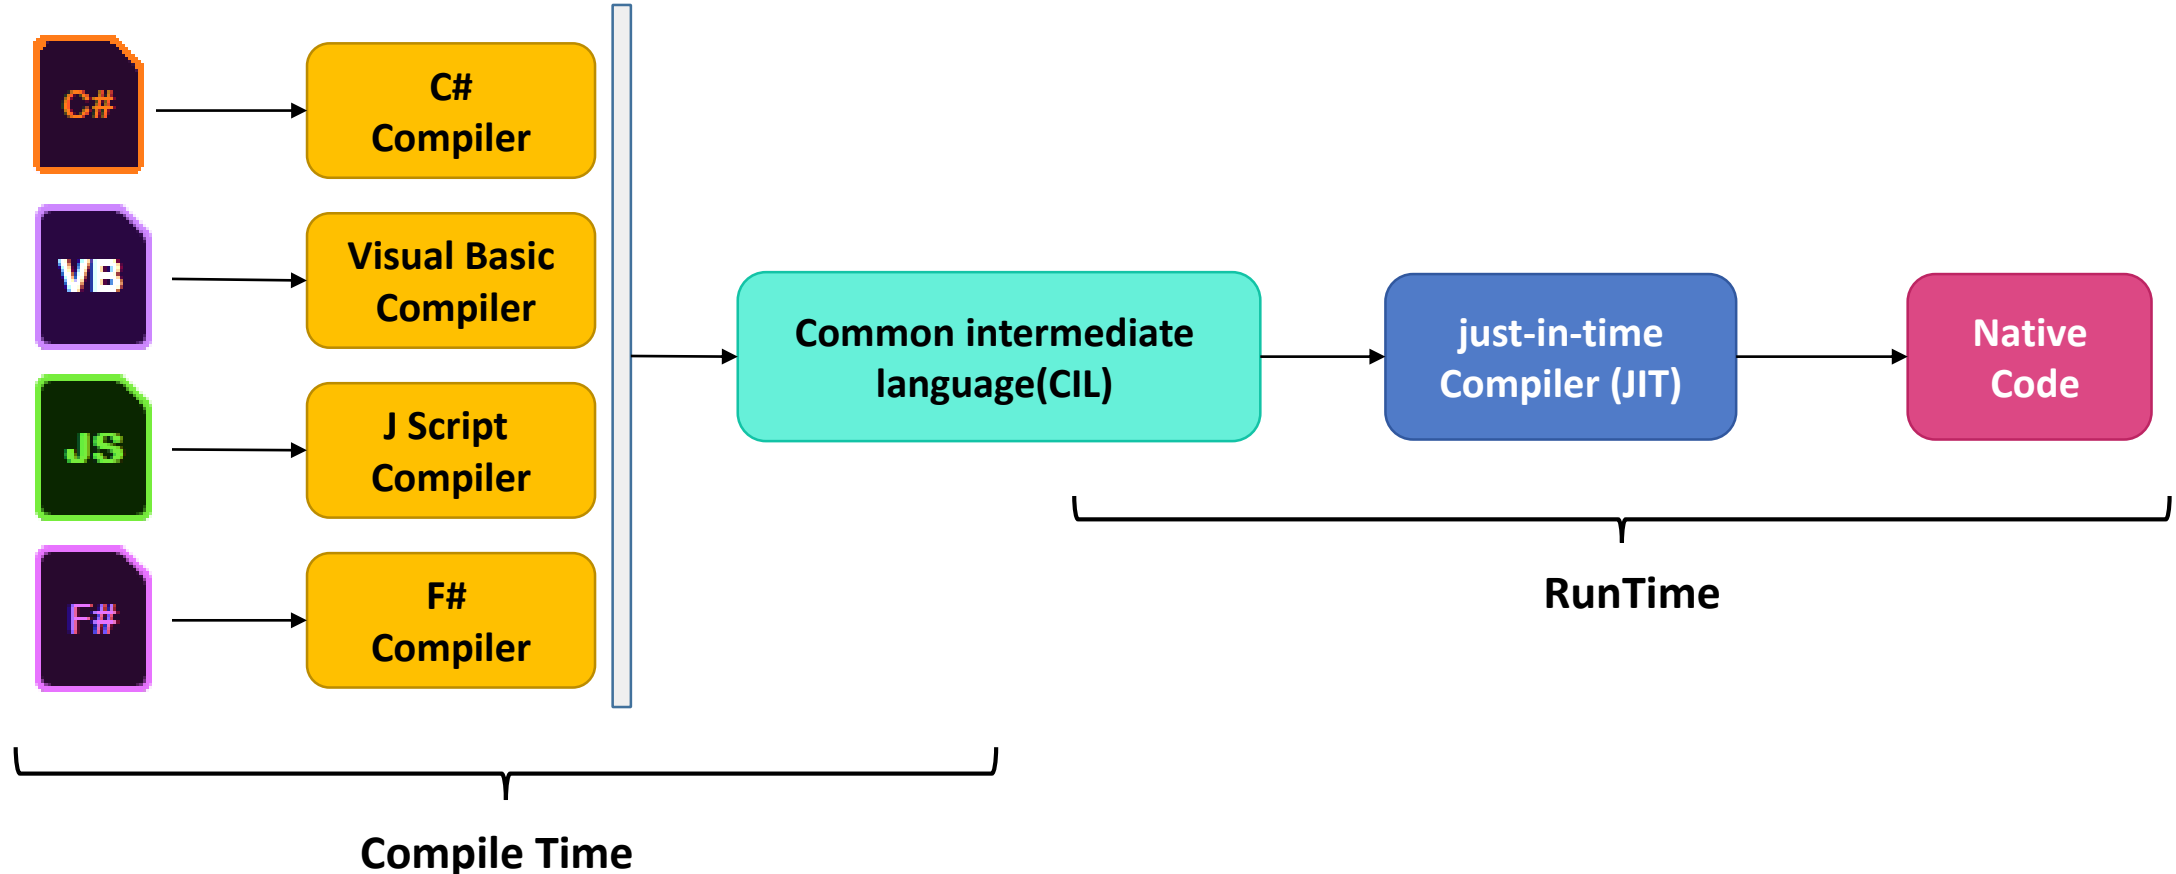 C#
C#
Compiler
VB
Visual Basic
Compiler
JS
J Script
Compiler
F#
F#
Compiler
Common intermediate
language(CIL)
just-in-time
Compiler (JIT)
Native
Code
RunTime
Compile Time